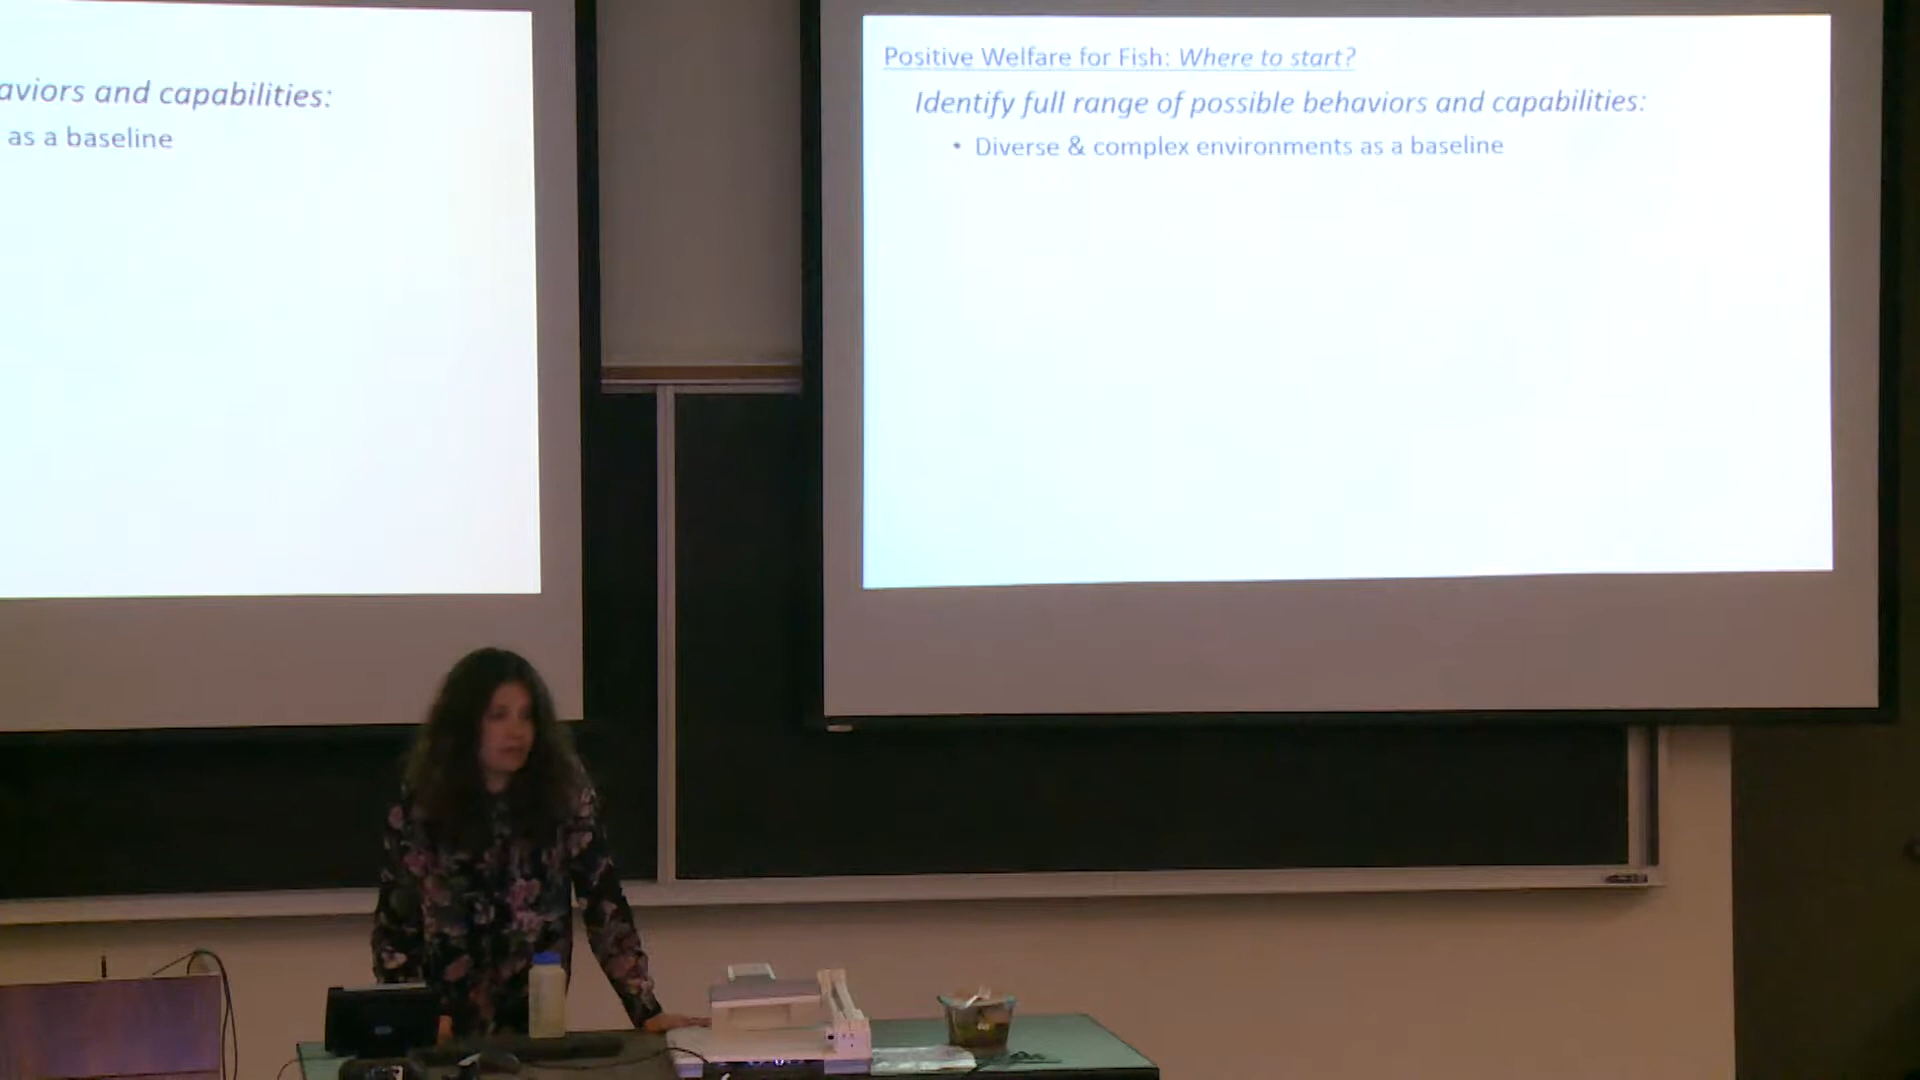 aviors and capabilities:
as a baseline
Positive Welfare for Fish: Where to start?
Identify full range of possible behaviors and capabilities:
• Diverse & complex environments as a baseline